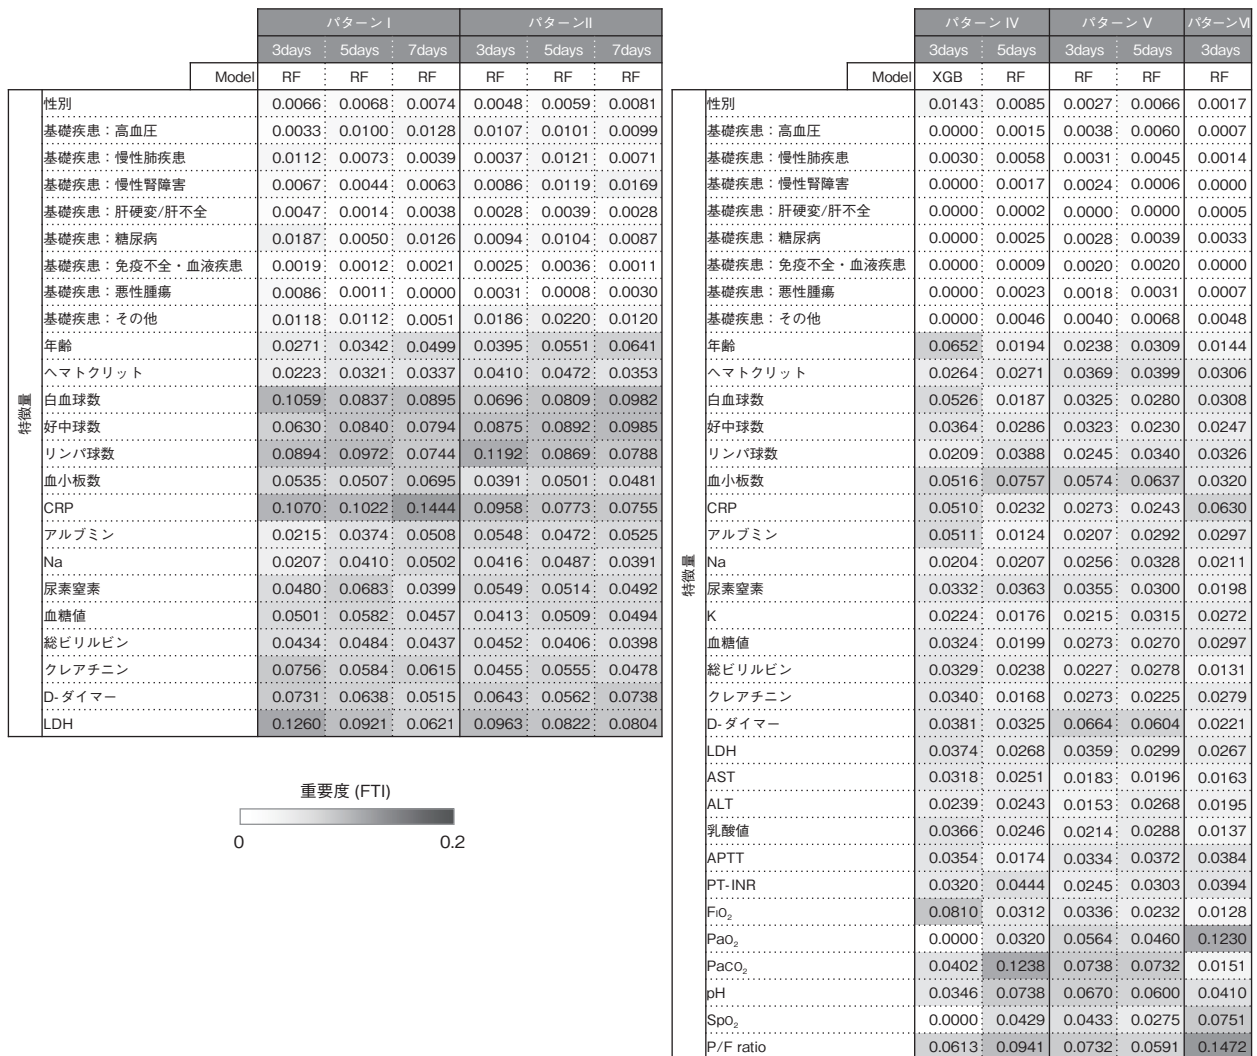 パターン I パターンII
3days 5days 7days 3days 5days 7days
Model RF RF RF RF RF RF
特徴量
性別 0.0066 0.0068 0.0074 0.0048 0.0059 0.0081
基礎疾患：高血圧 0.0033 0.0100 0.0128 0.0107 0.0101 0.0099
基礎疾患：慢性肺疾患 0.0112 0.0073 0.0039 0.0037 0.0121 0.0071
基礎疾患：慢性腎障害 0.0067 0.0044 0.0063 0.0086 0.0119 0.0169
基礎疾患：肝硬変/肝不全 0.0047 0.0014 0.0038 0.0028 0.0039 0.0028
基礎疾患：糖尿病 0.0187 0.0050 0.0126 0.0094 0.0104 0.0087
基礎疾患：免疫不全・血液疾患 0.0019 0.0012 0.0021 0.0025 0.0036 0.0011
基礎疾患：悪性腫瘍 0.0086 0.0011 0.0000 0.0031 0.0008 0.0030
基礎疾患：その他 0.0118 0.0112 0.0051 0.0186 0.0220 0.0120
年齢 0.0271 0.0342 0.0499 0.0395 0.0551 0.0641
ヘマトクリット 0.0223 0.0321 0.0337 0.0410 0.0472 0.0353
白血球数 0.1059 0.0837 0.0895 0.0696 0.0809 0.0982
好中球数 0.0630 0.0840 0.0794 0.0875 0.0892 0.0985
リンパ球数 0.0894 0.0972 0.0744 0.1192 0.0869 0.0788
血小板数 0.0535 0.0507 0.0695 0.0391 0.0501 0.0481
CRP 0.1070 0.1022 0.1444 0.0958 0.0773 0.0755
アルブミン 0.0215 0.0374 0.0508 0.0548 0.0472 0.0525
Na 0.0207 0.0410 0.0502 0.0416 0.0487 0.0391
尿素窒素 0.0480 0.0683 0.0399 0.0549 0.0514 0.0492
血糖値 0.0501 0.0582 0.0457 0.0413 0.0509 0.0494
総ビリルビン 0.0434 0.0484 0.0437 0.0452 0.0406 0.0398
クレアチニン 0.0756 0.0584 0.0615 0.0455 0.0555 0.0478
D-ダイマー 0.0731 0.0638 0.0515 0.0643 0.0562 0.0738
LDH 0.1260 0.0921 0.0621 0.0963 0.0822 0.0804
重要度 (FTI)
0 0.2
パターン IV パターン V パターンVI
3days 5days 3days 5days 3days
Model XGB RF RF RF RF
特徴量
性別 0.0143 0.0085 0.0027 0.0066 0.0017
基礎疾患：高血圧 0.0000 0.0015 0.0038 0.0060 0.0007
基礎疾患：慢性肺疾患 0.0030 0.0058 0.0031 0.0045 0.0014
基礎疾患：慢性腎障害 0.0000 0.0017 0.0024 0.0006 0.0000
基礎疾患：肝硬変/肝不全 0.0000 0.0002 0.0000 0.0000 0.0005
基礎疾患：糖尿病 0.0000 0.0025 0.0028 0.0039 0.0033
基礎疾患：免疫不全・血液疾患 0.0000 0.0009 0.0020 0.0020 0.0000
基礎疾患：悪性腫瘍 0.0000 0.0023 0.0018 0.0031 0.0007
基礎疾患：その他 0.0000 0.0046 0.0040 0.0068 0.0048
年齢 0.0652 0.0194 0.0238 0.0309 0.0144
ヘマトクリット 0.0264 0.0271 0.0369 0.0399 0.0306
白血球数 0.0526 0.0187 0.0325 0.0280 0.0308
好中球数 0.0364 0.0286 0.0323 0.0230 0.0247
リンパ球数 0.0209 0.0388 0.0245 0.0340 0.0326
血小板数 0.0516 0.0757 0.0574 0.0637 0.0320
CRP 0.0510 0.0232 0.0273 0.0243 0.0630
アルブミン 0.0511 0.0124 0.0207 0.0292 0.0297
Na 0.0204 0.0207 0.0256 0.0328 0.0211
尿素窒素 0.0332 0.0363 0.0355 0.0300 0.0198
K 0.0224 0.0176 0.0215 0.0315 0.0272
血糖値 0.0324 0.0199 0.0273 0.0270 0.0297
総ビリルビン 0.0329 0.0238 0.0227 0.0278 0.0131
クレアチニン 0.0340 0.0168 0.0273 0.0225 0.0279
D-ダイマー 0.0381 0.0325 0.0664 0.0604 0.0221
LDH 0.0374 0.0268 0.0359 0.0299 0.0267
AST 0.0318 0.0251 0.0183 0.0196 0.0163
ALT 0.0239 0.0243 0.0153 0.0268 0.0195
乳酸値 0.0366 0.0246 0.0214 0.0288 0.0137
APTT 0.0354 0.0174 0.0334 0.0372 0.0384
PT-INR 0.0320 0.0444 0.0245 0.0303 0.0394
FIO₂ 0.0810 0.0312 0.0336 0.0232 0.0128
PaO₂ 0.0000 0.0320 0.0564 0.0460 0.1230
PaCO₂ 0.0402 0.1238 0.0738 0.0732 0.0151
pH 0.0346 0.0738 0.0670 0.0600 0.0410
SpO₂ 0.0000 0.0429 0.0433 0.0275 0.0751
P/F ratio 0.0613 0.0941 0.0732 0.0591 0.1472